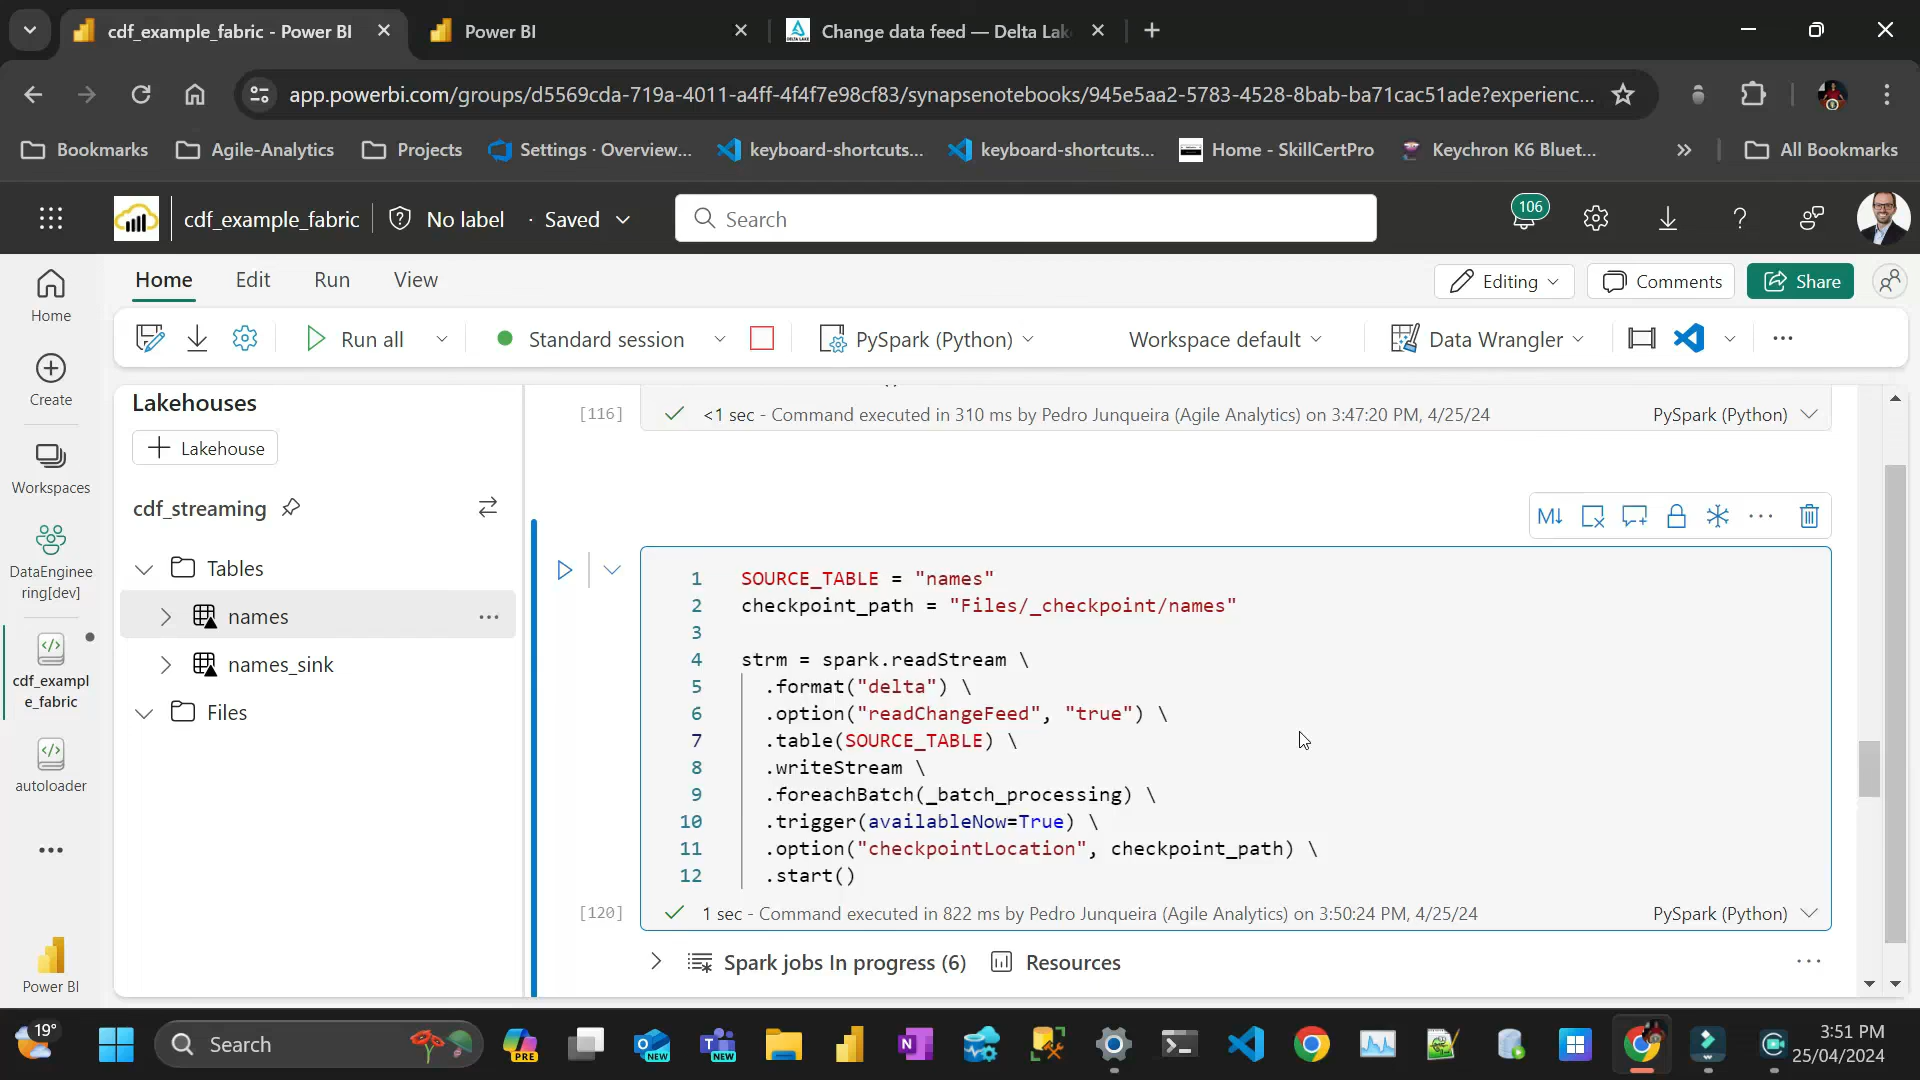 cdf_example_fabric - Power BI
Power BI
Change data feed — Delta Lak
app.powerbi.com/groups/d5569cda-719a-4011-a4ff-4f4f7e98cf83/synapsenotebooks/945e5aa2-5783-4528-8bab-ba71cac51ade?experienc...
Bookmarks
Agile-Analytics
Projects
Settings · Overview...
keyboard-shortcuts...
keyboard-shortcuts...
Home - SkillCertPro
Keychron K6 Bluet...
All Bookmarks
cdf_example_fabric
No label
· Saved
Search
106
Home
Edit
Run
View
Editing
Comments
Share
Run all
Standard session
PySpark (Python)
Workspace default
Data Wrangler
Home
Create
Workspaces
DataEnginee
ring[dev]
cdf_exampl
e_fabric
autoloader
Power BI
Lakehouses
Lakehouse
cdf_streaming
Tables
names
names_sink
Files
[116]
<1 sec - Command executed in 310 ms by Pedro Junqueira (Agile Analytics) on 3:47:20 PM, 4/25/24
PySpark (Python)
M↓
1 SOURCE_TABLE = "names"
2 checkpoint_path = "Files/_checkpoint/names"
3
4 strm = spark.readStream \
5 .format("delta") \
6 .option("readChangeFeed", "true") \
7 .table(SOURCE_TABLE) \
8 .writeStream \
9 .foreachBatch(_batch_processing) \
10 .trigger(availableNow=True) \
11 .option("checkpointLocation", checkpoint_path) \
12 .start()
[120]
1 sec - Command executed in 822 ms by Pedro Junqueira (Agile Analytics) on 3:50:24 PM, 4/25/24
PySpark (Python)
Spark jobs In progress (6)
Resources
19°
Search
PRE
NEW
NEW
3:51 PM
25/04/2024